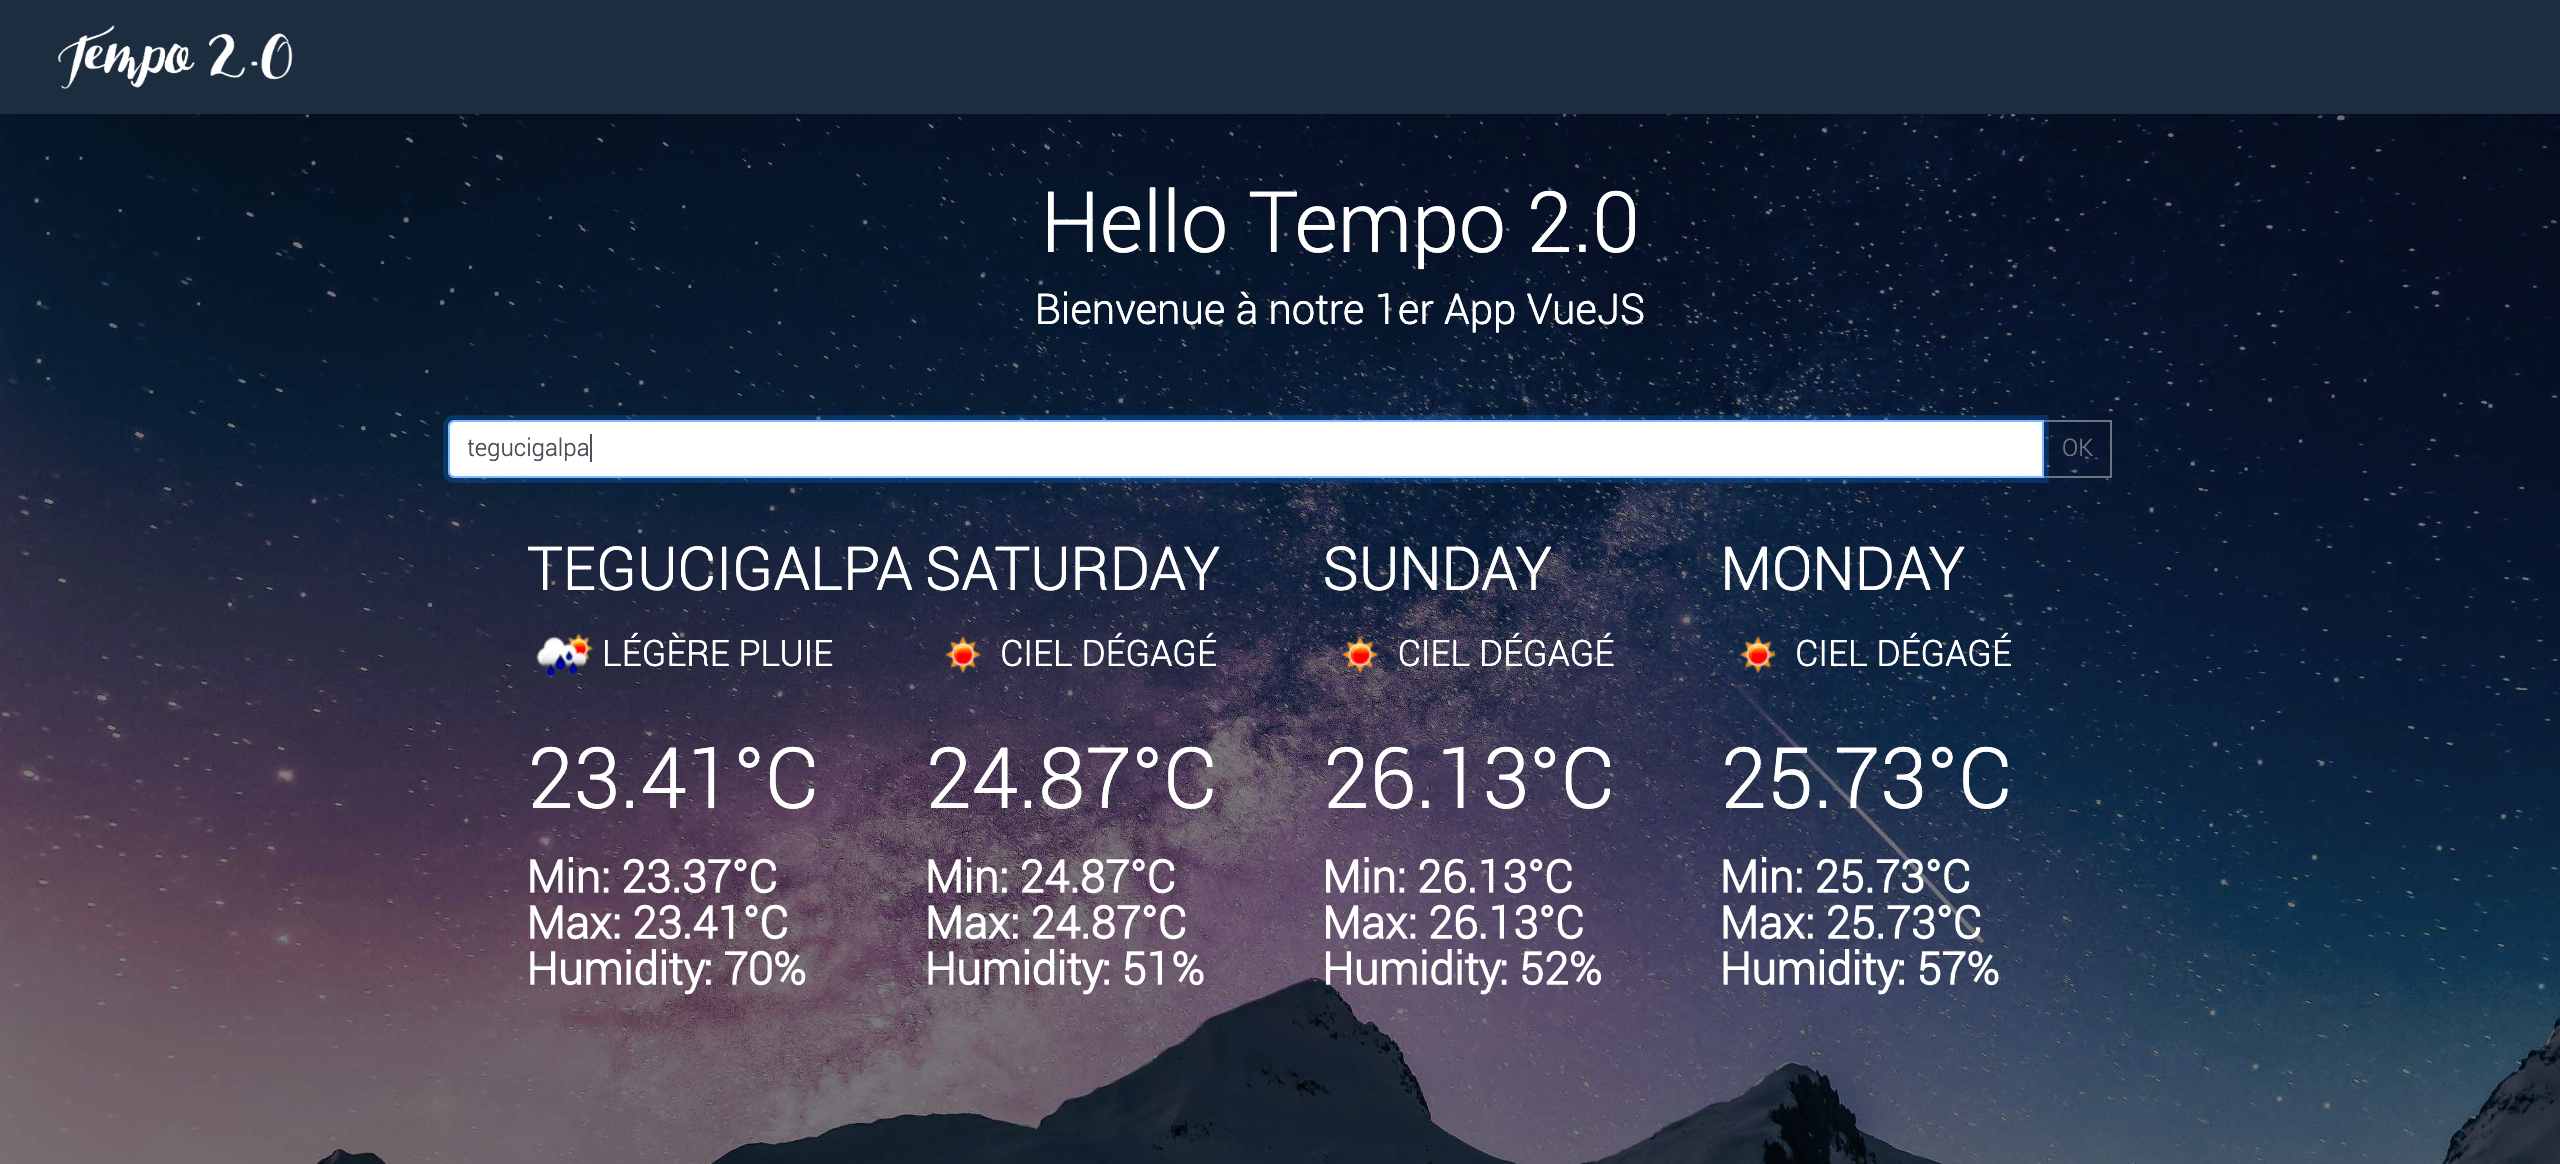 Tempo 2.0
Hello Tempo 2.0
Bienvenue à notre 1er App VueJS
tegucigalpa
OK
TEGUCIGALPA SATURDAY SUNDAY MONDAY
LÉGÈRE PLUIE CIEL DÉGAGÉ CIEL DÉGAGÉ CIEL DÉGAGÉ
23.41°C 24.87°C 26.13°C 25.73°C
Min: 23.37°C Min: 24.87°C Min: 26.13°C Min: 25.73°C
Max: 23.41°C Max: 24.87°C Max: 26.13°C Max: 25.73°C
Humidity: 70% Humidity: 51% Humidity: 52% Humidity: 57%